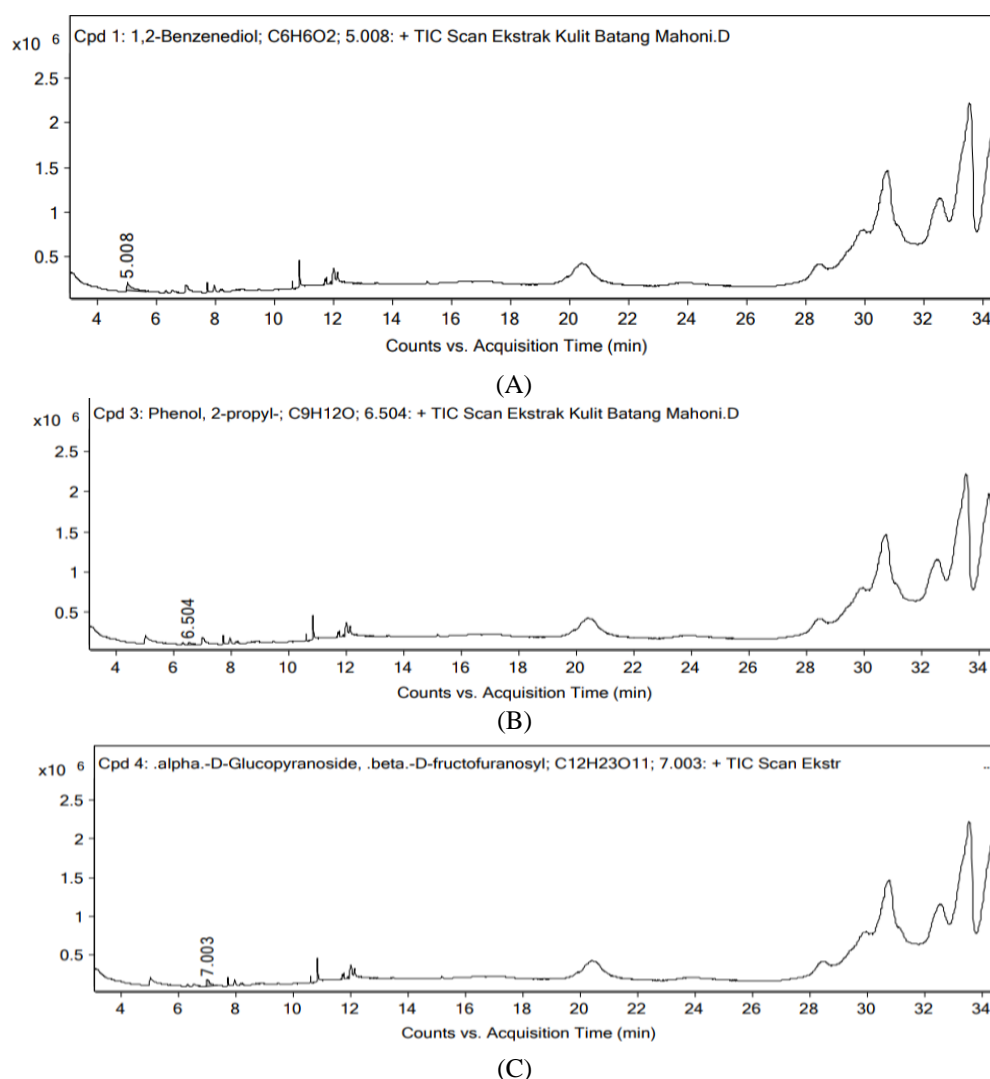 Cpd 1: 1,2-Benzenediol; C6H6O2; 5.008: + TIC Scan Ekstrak Kulit Batang Mahoni.D
x10 6
2.5
2
1.5
1
0.5
5.008
4 6 8 10 12 14 16 18 20 22 24 26 28 30 32 34
Counts vs. Acquisition Time (min)
(A)
Cpd 3: Phenol, 2-propyl-; C9H12O; 6.504: + TIC Scan Ekstrak Kulit Batang Mahoni.D
x10 6
2.5
2
1.5
1
0.5
6.504
4 6 8 10 12 14 16 18 20 22 24 26 28 30 32 34
Counts vs. Acquisition Time (min)
(B)
Cpd 4: .alpha.-D-Glucopyranoside, .beta.-D-fructofuranosyl; C12H23O11; 7.003: + TIC Scan Ekstr ..
x10 6
2.5
2
1.5
1
0.5
7.003
4 6 8 10 12 14 16 18 20 22 24 26 28 30 32 34
Counts vs. Acquisition Time (min)
(C)